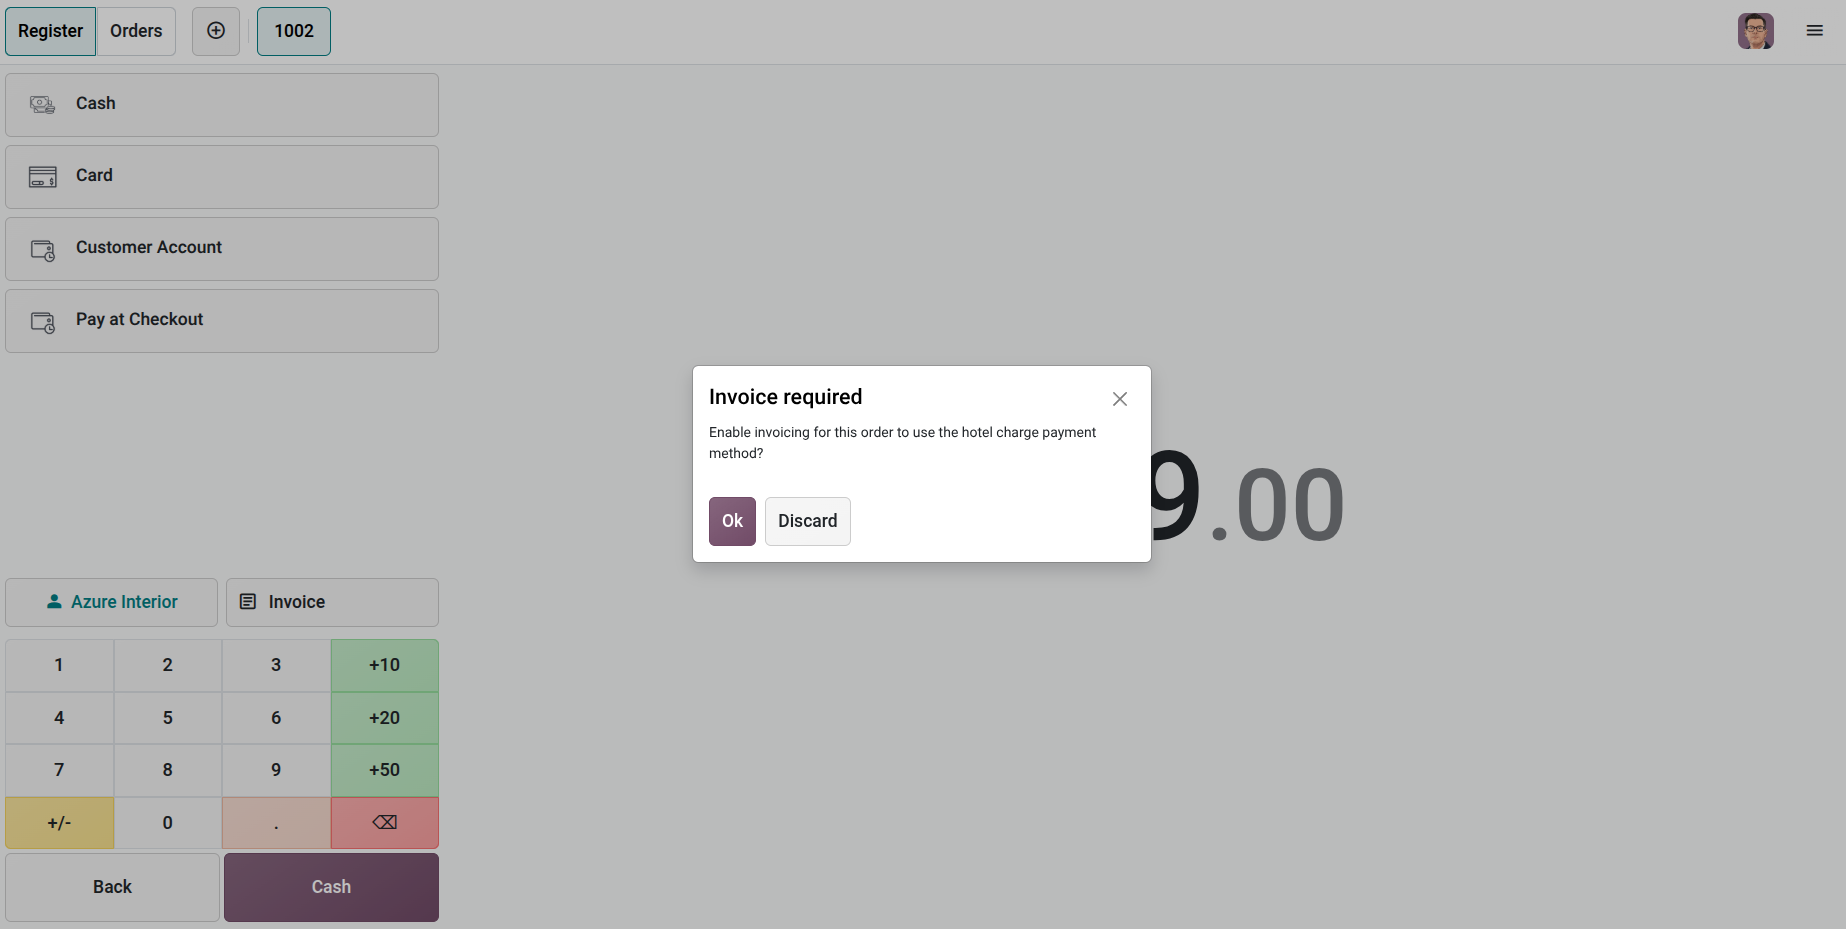 Register
Orders
1002
Cash
Card
Customer Account
Pay at Checkout
Invoice required
Enable invoicing for this order to use the hotel charge payment
method?
Ok
Discard
9.00
Azure Interior
Invoice
1 2 3 +10
4 5 6 +20
7 8 9 +50
+/- 0 . ⌫
Back
Cash